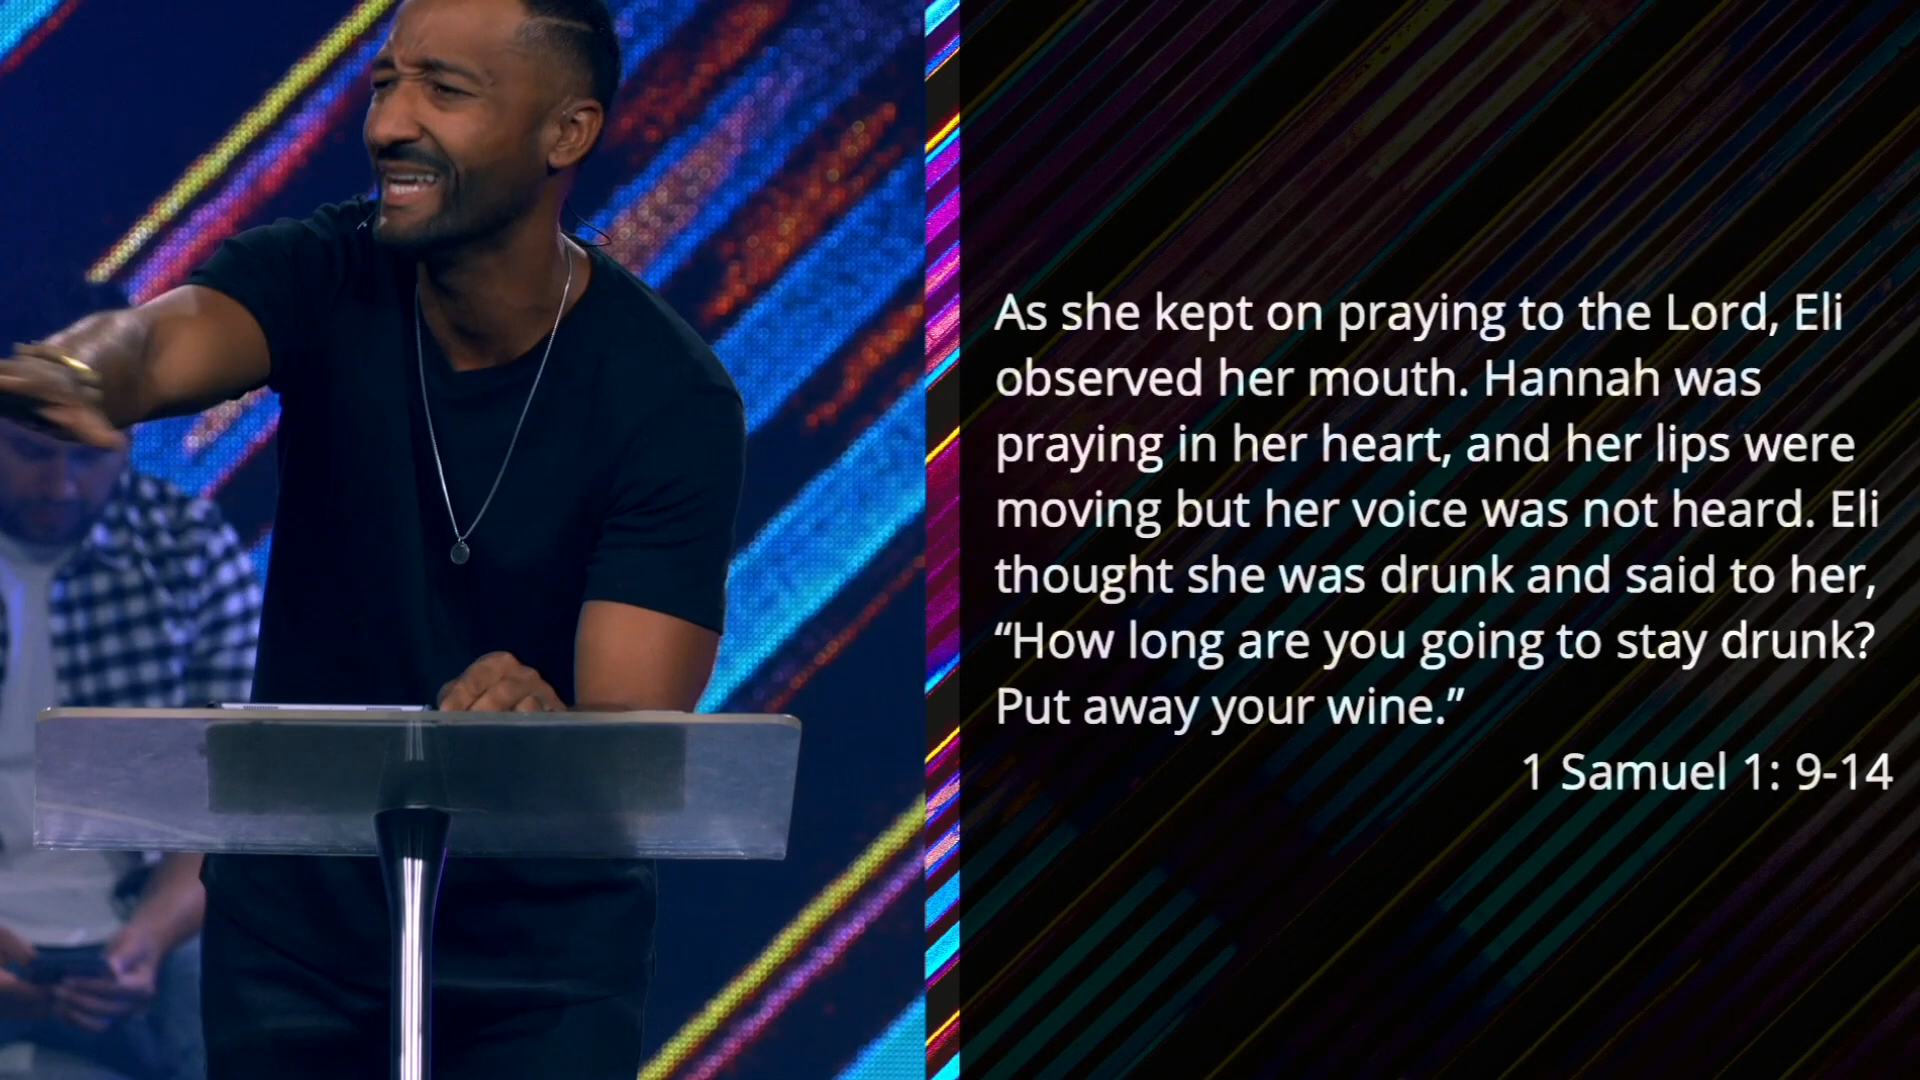 As she kept on praying to the Lord, Eli
observed her mouth. Hannah was
praying in her heart, and her lips were
moving but her voice was not heard. Eli
thought she was drunk and said to her,
“How long are you going to stay drunk?
Put away your wine.”
1 Samuel 1: 9-14